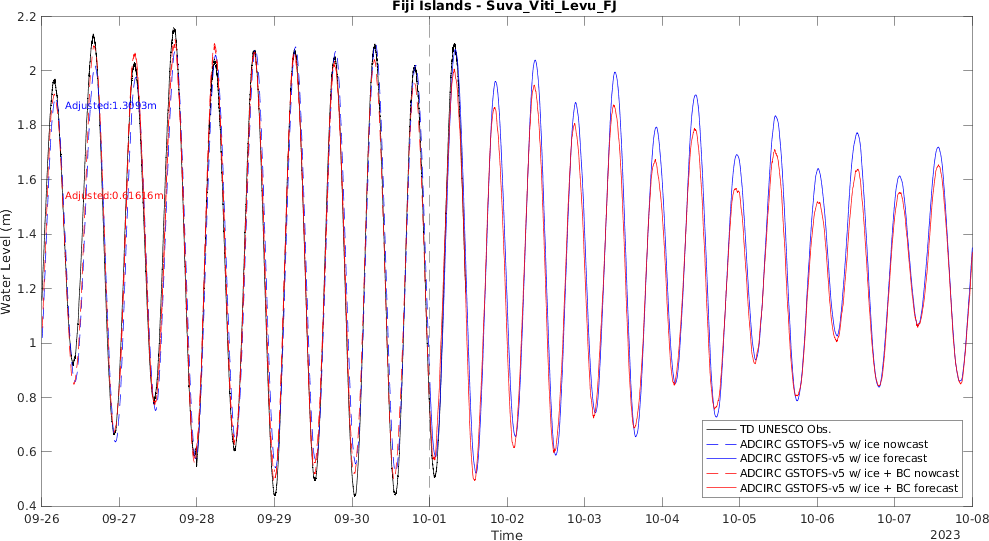 Fiji Islands - Suva_Viti_Levu_FJ
2.2
2
1.8
1.6
1.4
1.2
1
0.8
0.6
0.4
Water Level (m)
Adjusted:1.3093m
Adjusted:0.61616m
TD UNESCO Obs.
ADCIRC GSTOFS-v5 w/ ice nowcast
ADCIRC GSTOFS-v5 w/ ice forecast
ADCIRC GSTOFS-v5 w/ ice + BC nowcast
ADCIRC GSTOFS-v5 w/ ice + BC forecast
09-26 09-27 09-28 09-29 09-30 10-01 10-02 10-03 10-04 10-05 10-06 10-07 10-08
Time
2023